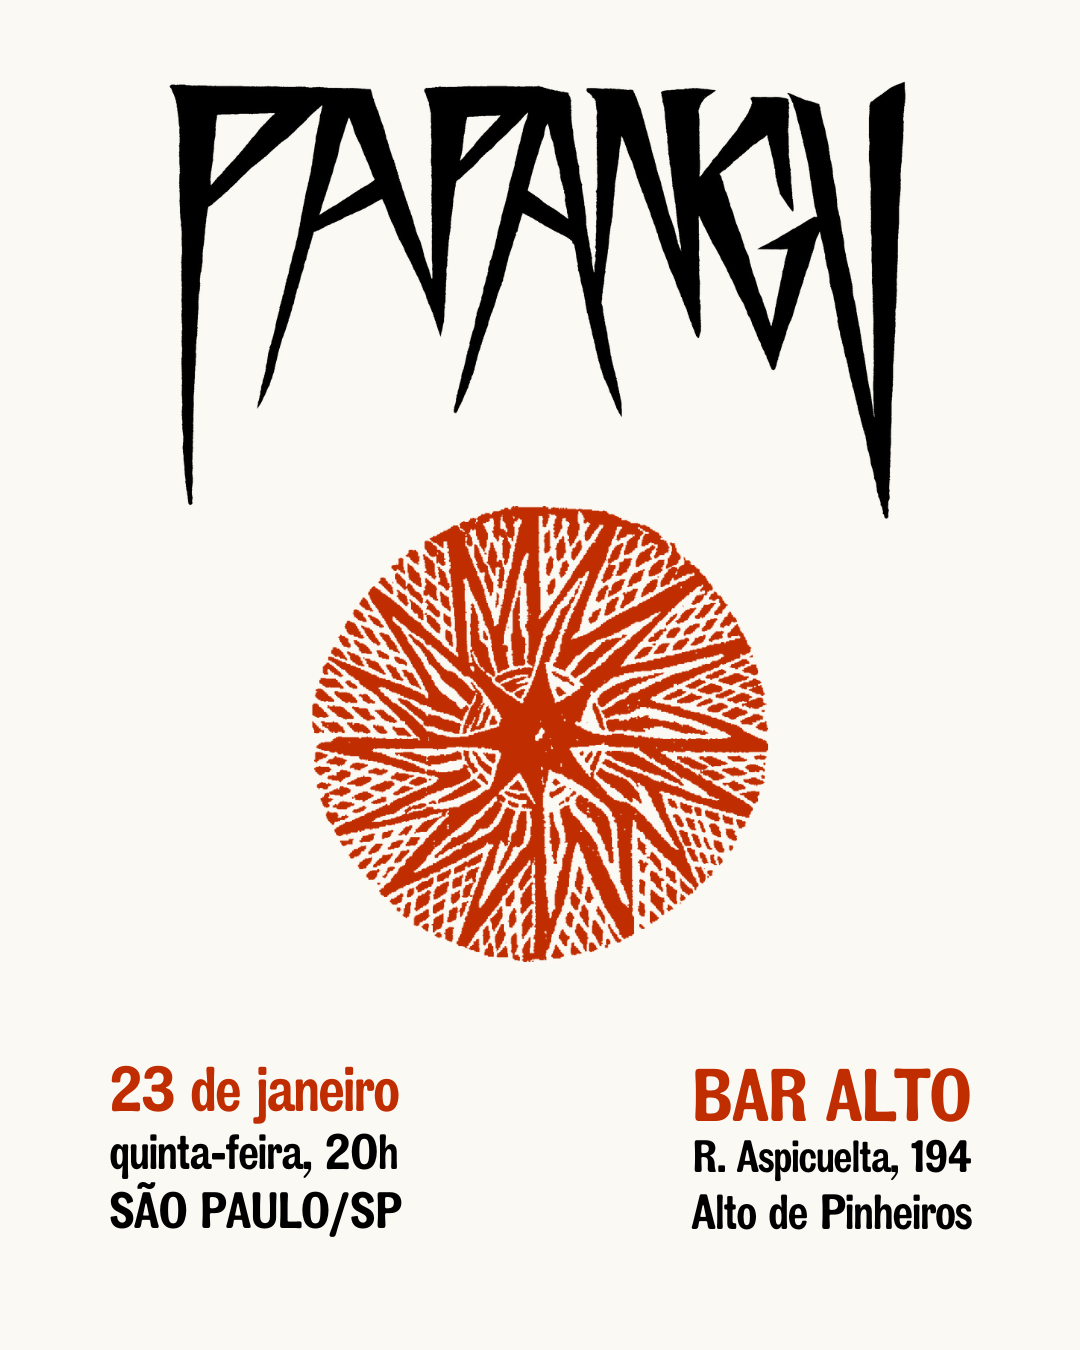 PAPANGU
23 de janeiro
quinta-feira, 20h
SÃO PAULO/SP
BAR ALTO
R. Aspicuelta, 194
Alto de Pinheiros